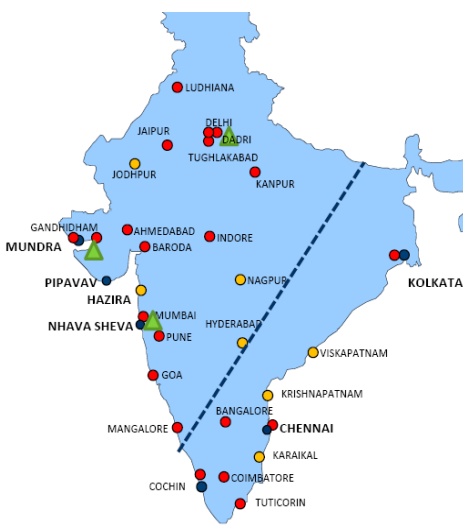 LUDHIANA
DELHI
JAIPUR
DADRI
TUGHLAKABAD
JODHPUR
KANPUR
GANDHIDHAM
AHMEDABAD
INDORE
MUNDRA
BARODA
PIPAVAV
NAGPUR
KOLKATA
HAZIRA
MUMBAI
NHAVA SHEVA
HYDERABAD
PUNE
VISKAPATNAM
GOA
KRISHNAPATNAM
BANGALORE
MANGALORE
CHENNAI
KARAIKAL
COIMBATORE
COCHIN
TUTICORIN